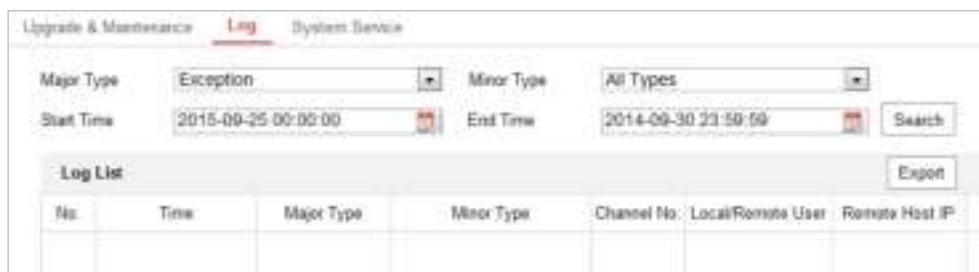 Upgrade & Maintenance Log System Service
Major Type Exception Minor Type All Types
Start Time 2015-09-25 00:00:00 End Time 2014-09-30 23:59:59 Search
Log List Export
No. Time Major Type Minor Type Channel No. Local/Remote User Remote Host IP